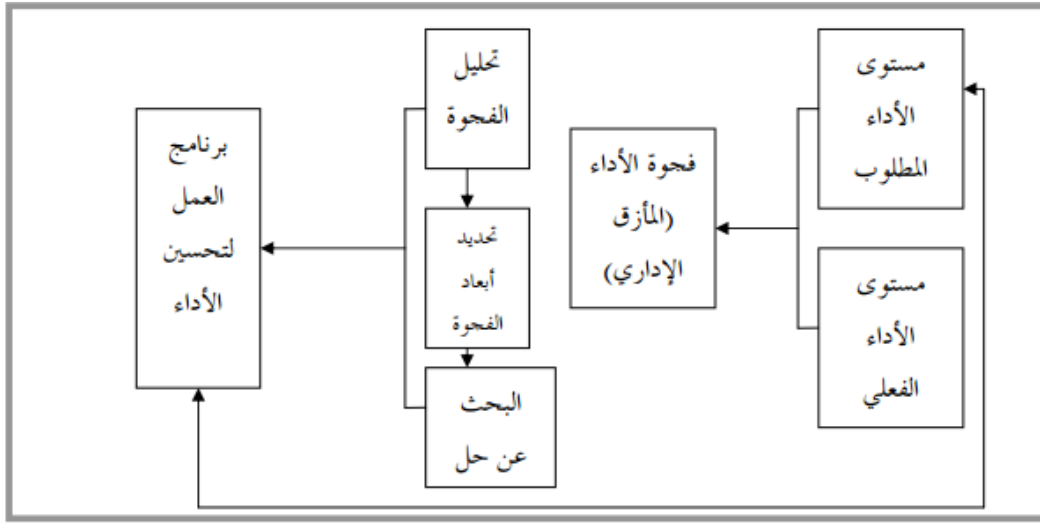 مستوى
الأداء
المطلوب
مستوى
الأداء
الفعلي
فجوة الأداء
(المأزق
الإداري)
تحليل
الفجوة
تحديد
أبعاد
الفجوة
البحث
عن حل
برنامج
العمل
لتحسين
الأداء